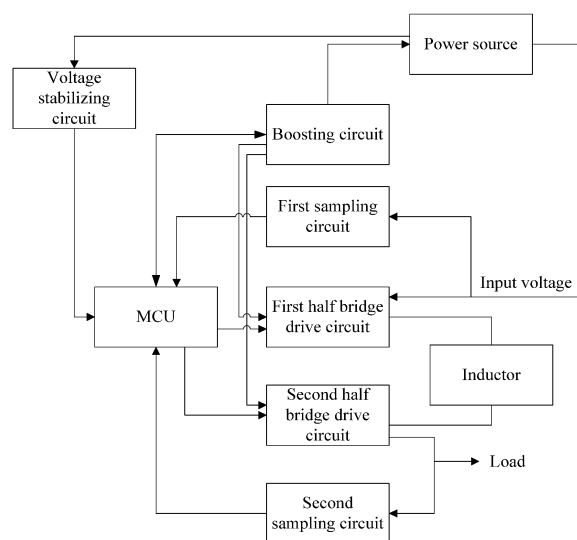 Power source
Voltage
stabilizing
circuit
Boosting circuit
First sampling
circuit
Input voltage
MCU
First half bridge
drive circuit
Inductor
Second half
bridge drive
circuit
Load
Second
sampling circuit